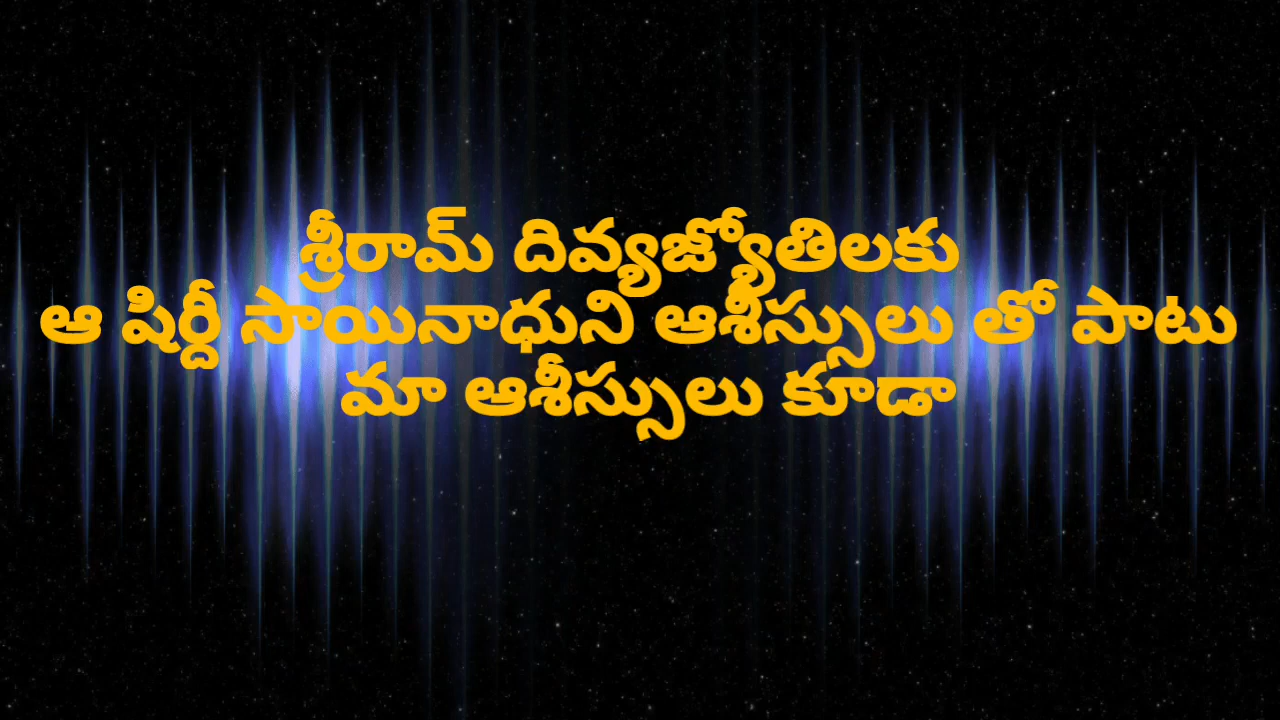 శ్రీరామ్ దివ్యజ్యోతిలకు
ఆ షిర్దీ సాయినాధుని ఆశీస్సులు తో పాటు
మా ఆశీస్సులు కూడా